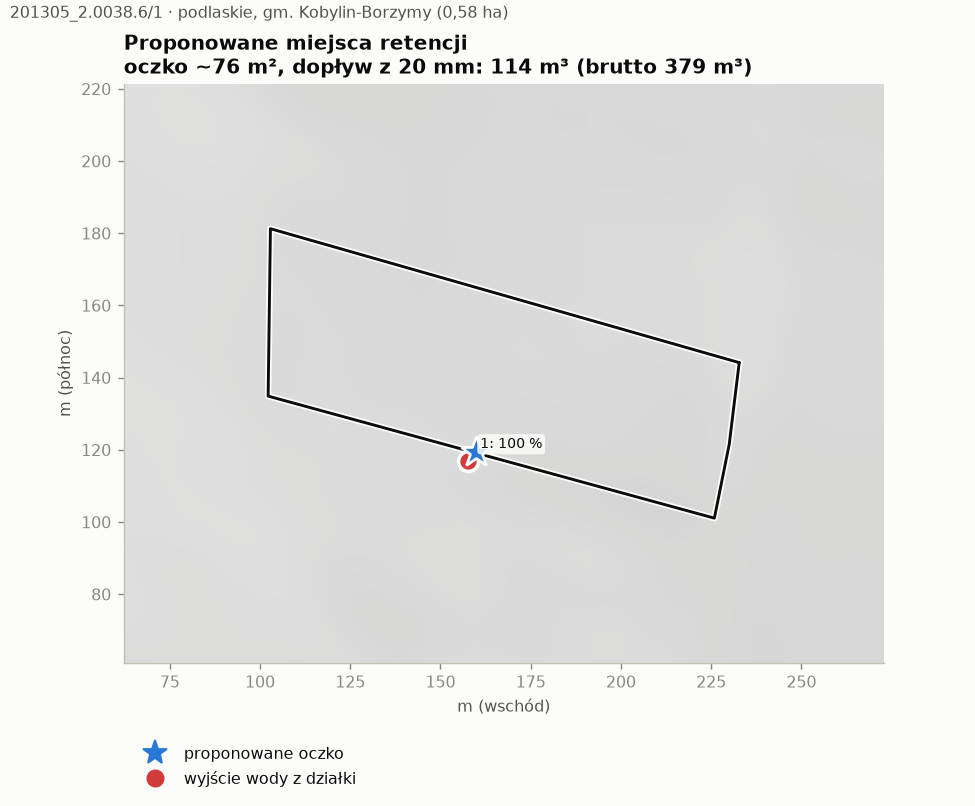 201305_2.0038.6/1 · podlaskie, gm. Kobylin-Borzymy (0,58 ha)
Proponowane miejsca retencji
oczko ~76 m², dopływ z 20 mm: 114 m³ (brutto 379 m³)
220
200
180
160
140
120
100
80
m (północ)
1: 100 %
75 100 125 150 175 200 225 250
m (wschód)
proponowane oczko
wyjście wody z działki